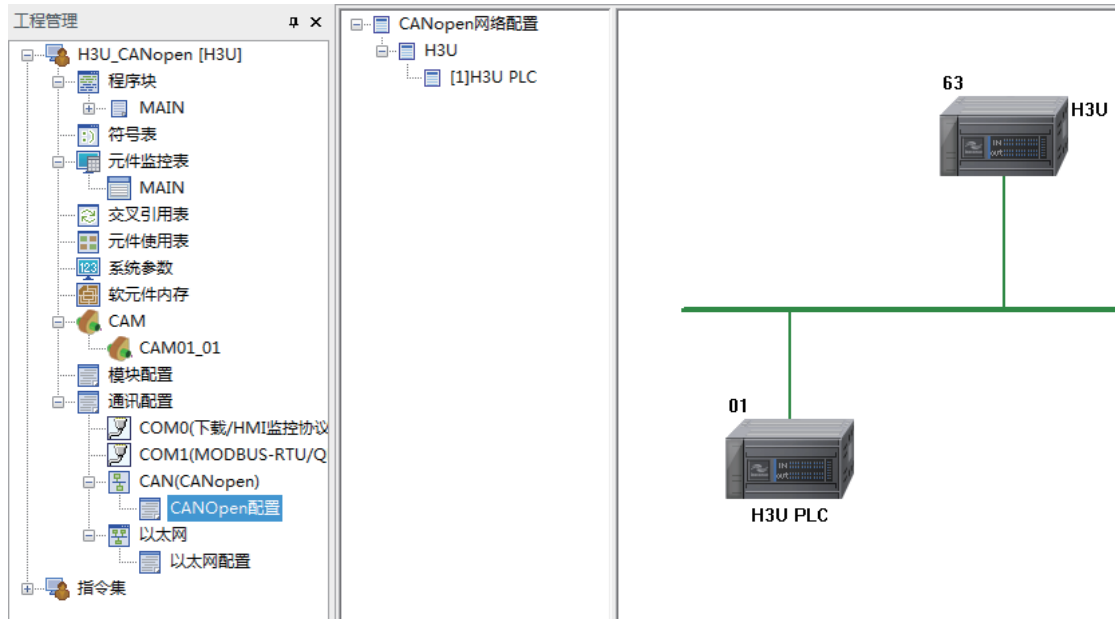 工程管理
H3U_CANopen [H3U]
程序块
MAIN
符号表
元件监控表
MAIN
交叉引用表
元件使用表
123
系统参数
软元件内存
CAM
CAM01_01
模块配置
通讯配置
COM0(下载/HMI监控协议
COM1(MODBUS-RTU/Q
CAN(CANopen)
CANOpen配置
以太网
以太网配置
指令集
CANopen网络配置
H3U
[1]H3U PLC
63
H3U
IN
out
01
IN
out
H3U PLC